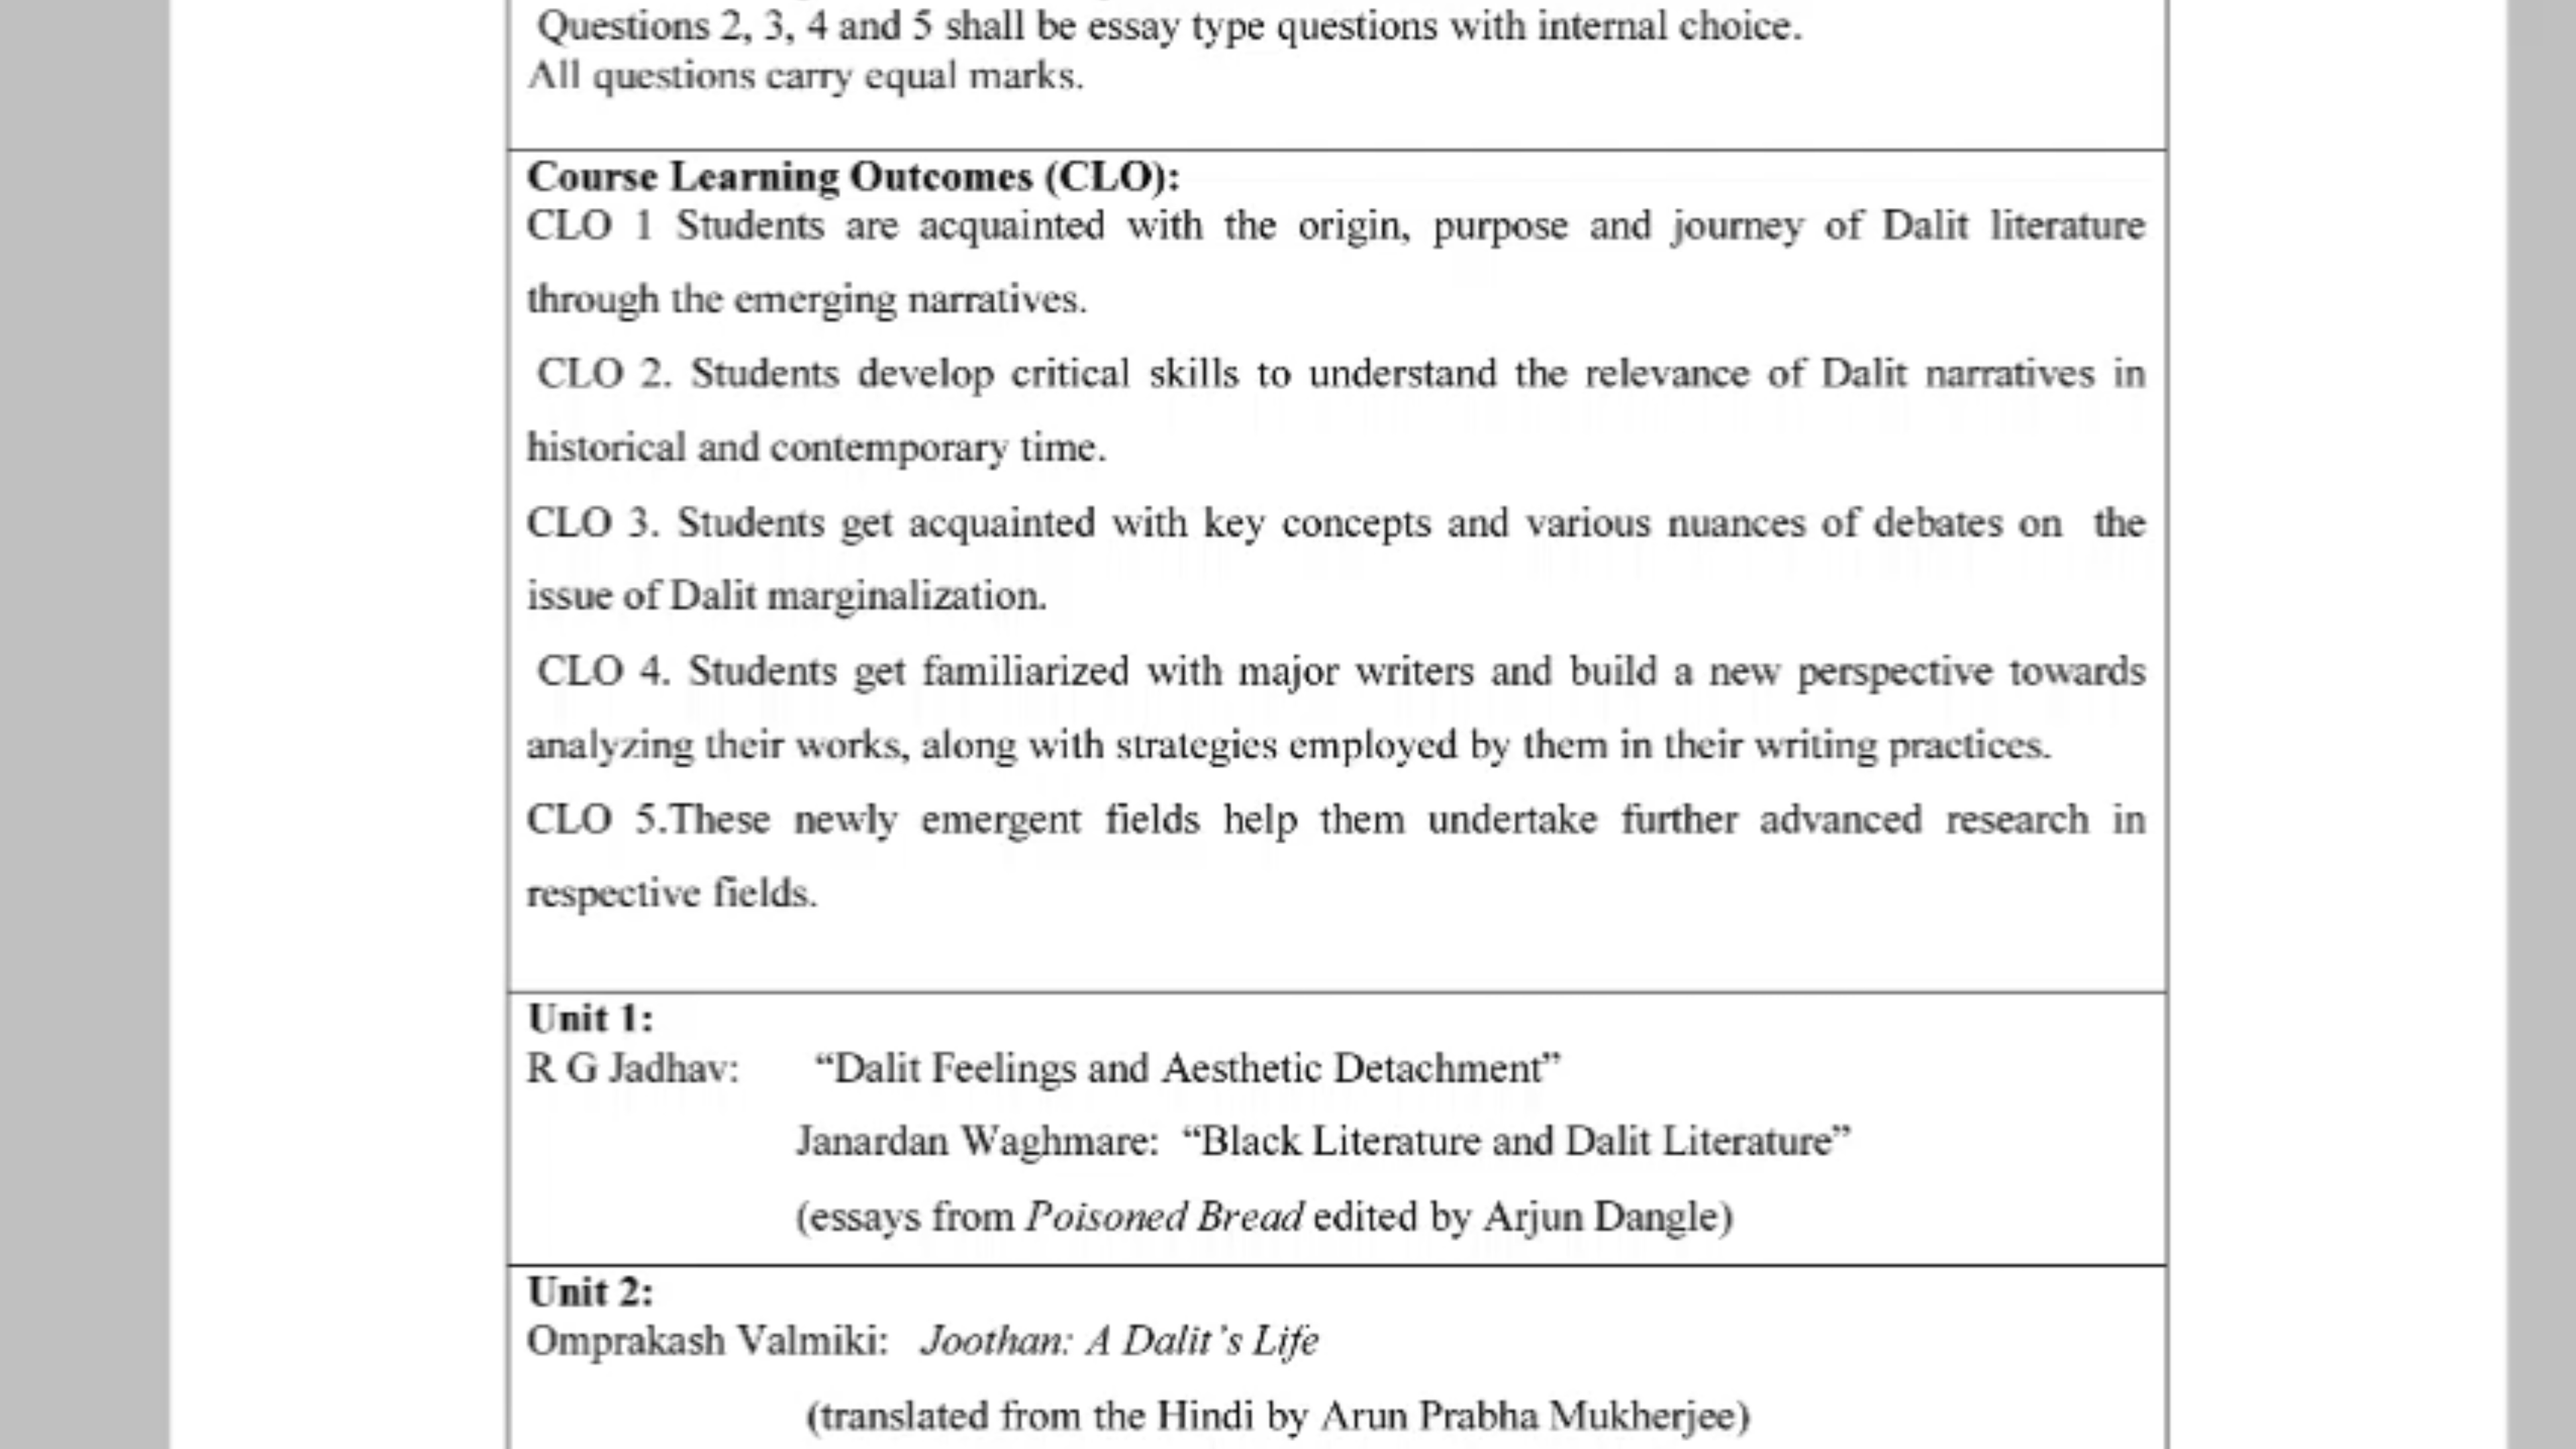 Questions 2, 3, 4 and 5 shall be essay type questions with internal choice.
All questions carry equal marks.
Course Learning Outcomes (CLO):
CLO 1 Students are acquainted with the origin, purpose and journey of Dalit literature
through the emerging narratives.
CLO 2. Students develop critical skills to understand the relevance of Dalit narratives in
historical and contemporary time.
CLO 3. Students get acquainted with key concepts and various nuances of debates on the
issue of Dalit marginalization.
CLO 4. Students get familiarized with major writers and build a new perspective towards
analyzing their works, along with strategies employed by them in their writing practices.
CLO 5.These newly emergent fields help them undertake further advanced research in
respective fields.
Unit 1:
R G Jadhav: “Dalit Feelings and Aesthetic Detachment”
Janardan Waghmare: “Black Literature and Dalit Literature”
(essays from Poisoned Bread edited by Arjun Dangle)
Unit 2:
Omprakash Valmiki: Joothan: A Dalit’s Life
(translated from the Hindi by Arun Prabha Mukherjee)